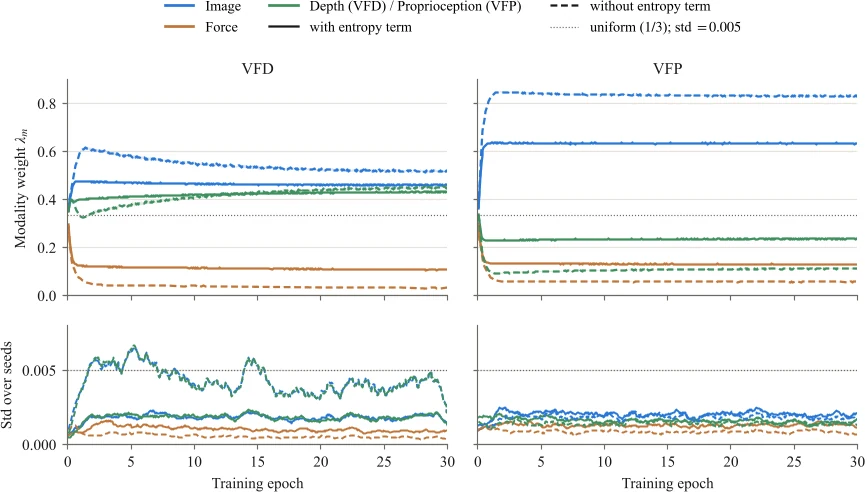 Image
Depth (VFD) / Proprioception (VFP)
without entropy term
Force
with entropy term
uniform (1/3); std = 0.005
VFD
VFP
Modality weight λm
0.8
0.6
0.4
0.2
0.0
Std over seeds
0.005
0.000
0 5 10 15 20 25 30
0 5 10 15 20 25 30
Training epoch
Training epoch